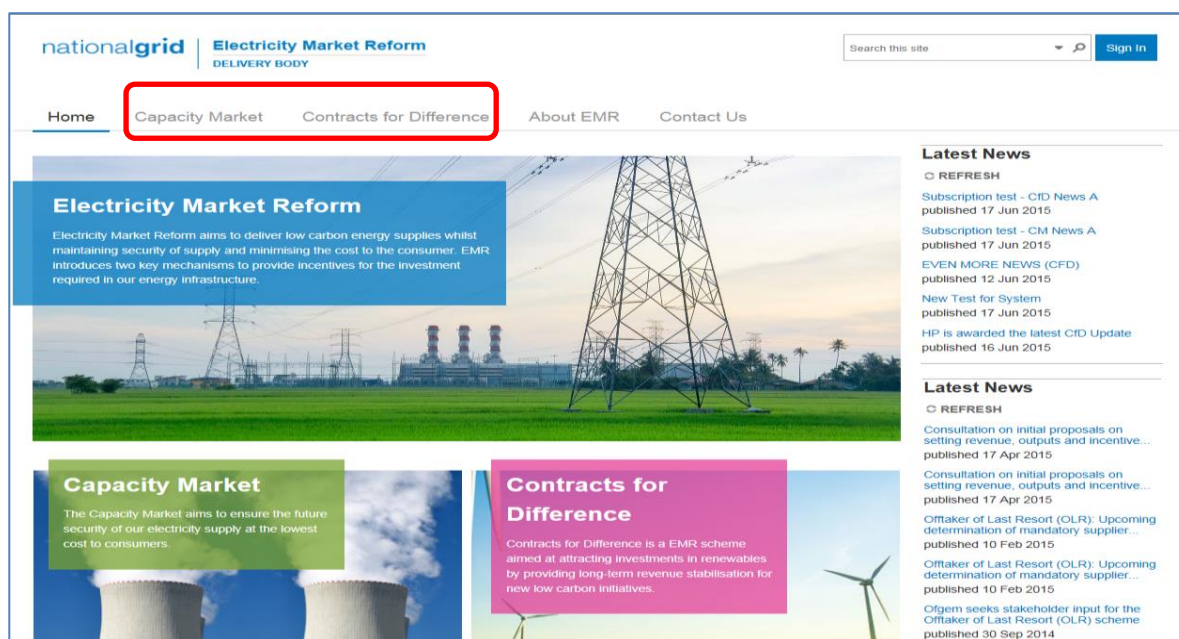 nationalgrid
Electricity Market Reform
DELIVERY BODY
Search this site
Sign In
Home
Capacity Market
Contracts for Difference
About EMR
Contact Us
Electricity Market Reform
Electricity Market Reform aims to deliver low carbon energy supplies whilst
maintaining security of supply and minimising the cost to the consumer. EMR
introduces two key mechanisms to provide incentives for the investment
required in our energy infrastructure.
Capacity Market
The Capacity Market aims to ensure the future
security of our electricity supply at the lowest
cost to consumers.
Contracts for
Difference
Contracts for Difference is a EMR scheme
aimed at attracting investments in renewables
by providing long-term revenue stabilisation for
new low carbon initiatives.
Latest News
REFRESH
Subscription test - CfD News A
published 17 Jun 2015
Subscription test - CM News A
published 17 Jun 2015
EVEN MORE NEWS (CFD)
published 12 Jun 2015
New Test for System
published 17 Jun 2015
HP is awarded the latest CfD Update
published 16 Jun 2015
Latest News
REFRESH
Consultation on initial proposals on
setting revenue, outputs and incentive...
published 17 Apr 2015
Consultation on initial proposals on
setting revenue, outputs and incentive...
published 17 Apr 2015
Offtaker of Last Resort (OLR): Upcoming
determination of mandatory supplier...
published 10 Feb 2015
Offtaker of Last Resort (OLR): Upcoming
determination of mandatory supplier...
published 10 Feb 2015
Ofgem seeks stakeholder input for the
Offtaker of Last Resort (OLR) scheme
published 30 Sep 2014